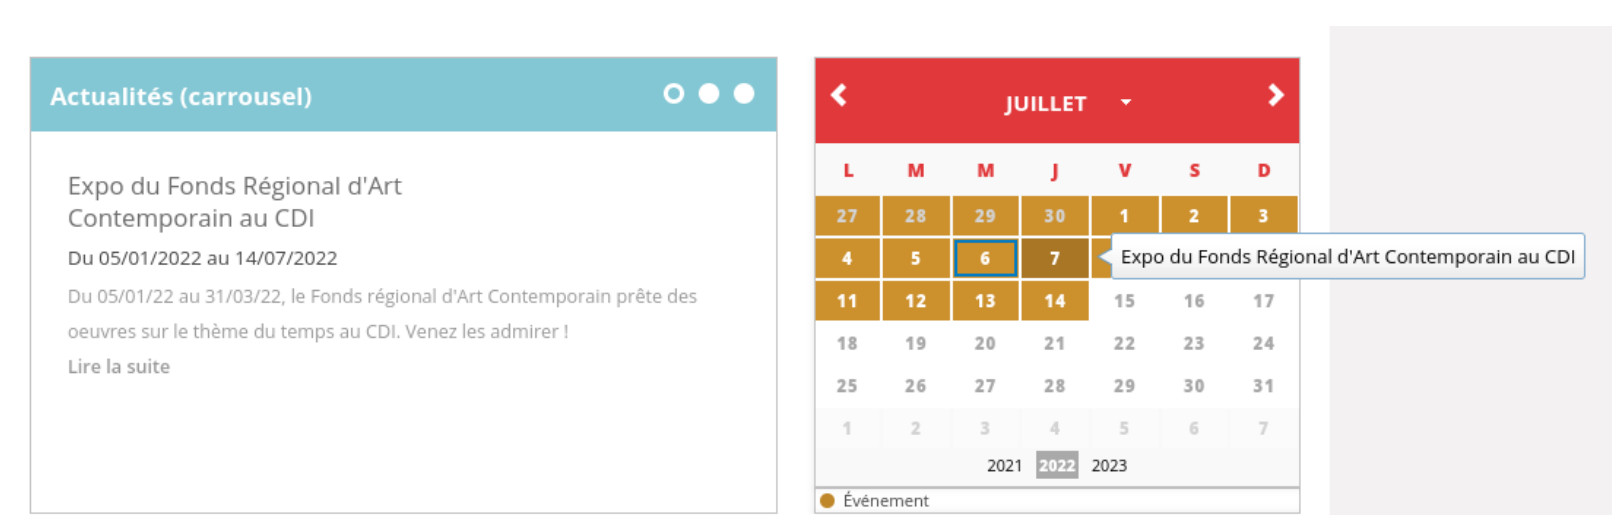 Actualités (carrousel)
Expo du Fonds Régional d'Art
Contemporain au CDI
Du 05/01/2022 au 14/07/2022
Du 05/01/22 au 31/03/22, le Fonds régional d'Art Contemporain prête des
oeuvres sur le thème du temps au CDI. Venez les admirer !
Lire la suite
JUILLET
L M M J V S D
27 28 29 30 1 2 3
4 5 6 7
Expo du Fonds Régional d'Art Contemporain au CDI
11 12 13 14 15 16 17
18 19 20 21 22 23 24
25 26 27 28 29 30 31
1 2 3 4 5 6 7
2021 2022 2023
Événement